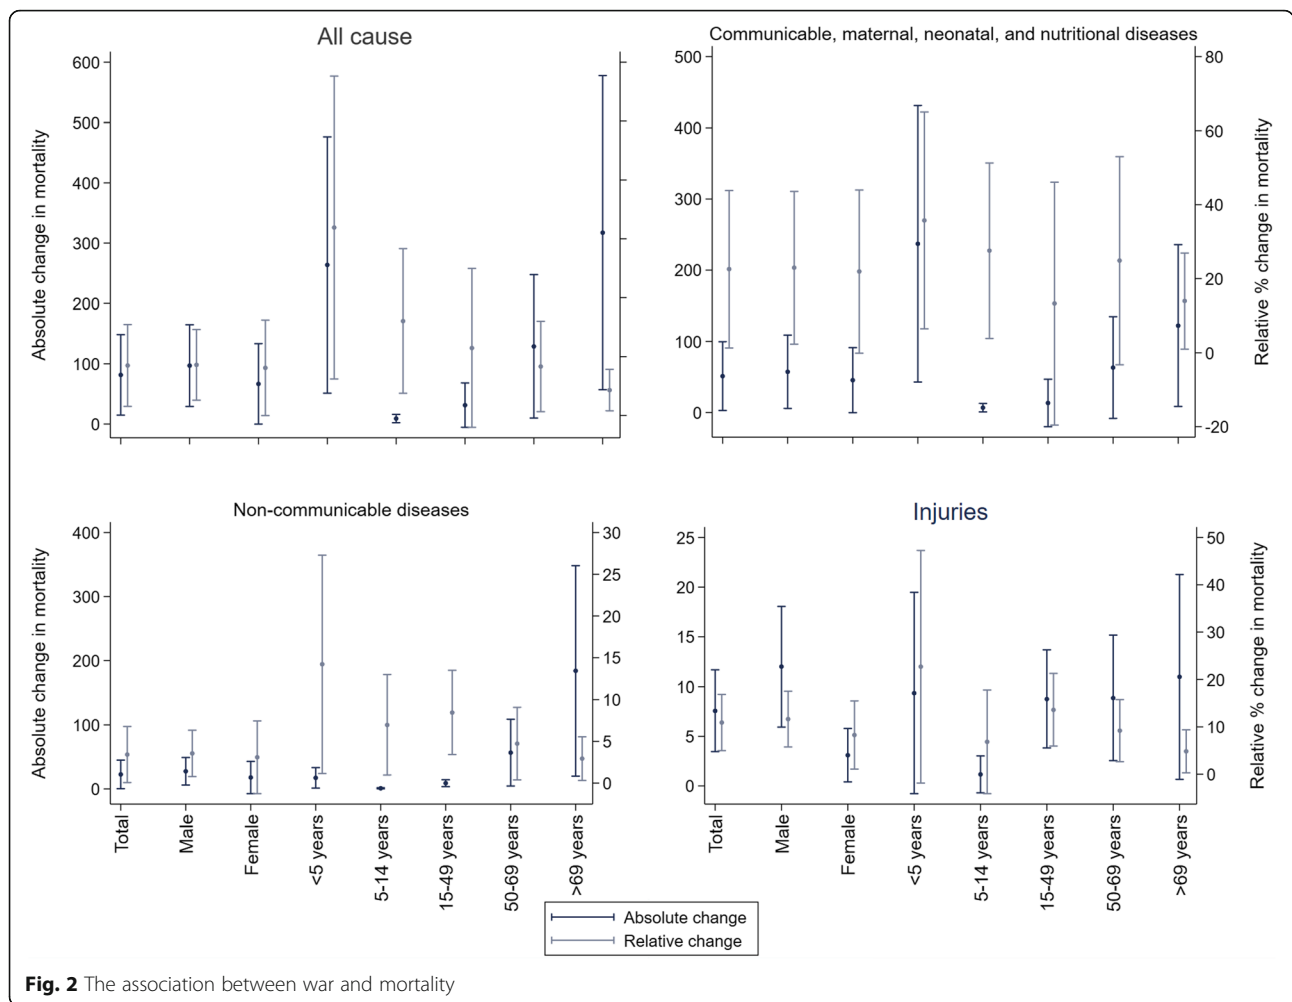 All cause
Absolute change in mortality
600
500
400
300
200
100
0
Communicable, maternal, neonatal, and nutritional diseases
500
400
300
200
100
0
80
60
40
20
0
-20
Relative % change in mortality
Non-communicable diseases
Absolute change in mortality
400
300
200
100
0
30
25
20
15
10
5
0
Total
Male
Female
<5 years
5-14 years
15-49 years
50-69 years
>69 years
Injuries
25
20
15
10
5
0
50
40
30
20
10
0
Relative % change in mortality
Total
Male
Female
<5 years
5-14 years
15-49 years
50-69 years
>69 years
Absolute change
Relative change
Fig. 2 The association between war and mortality